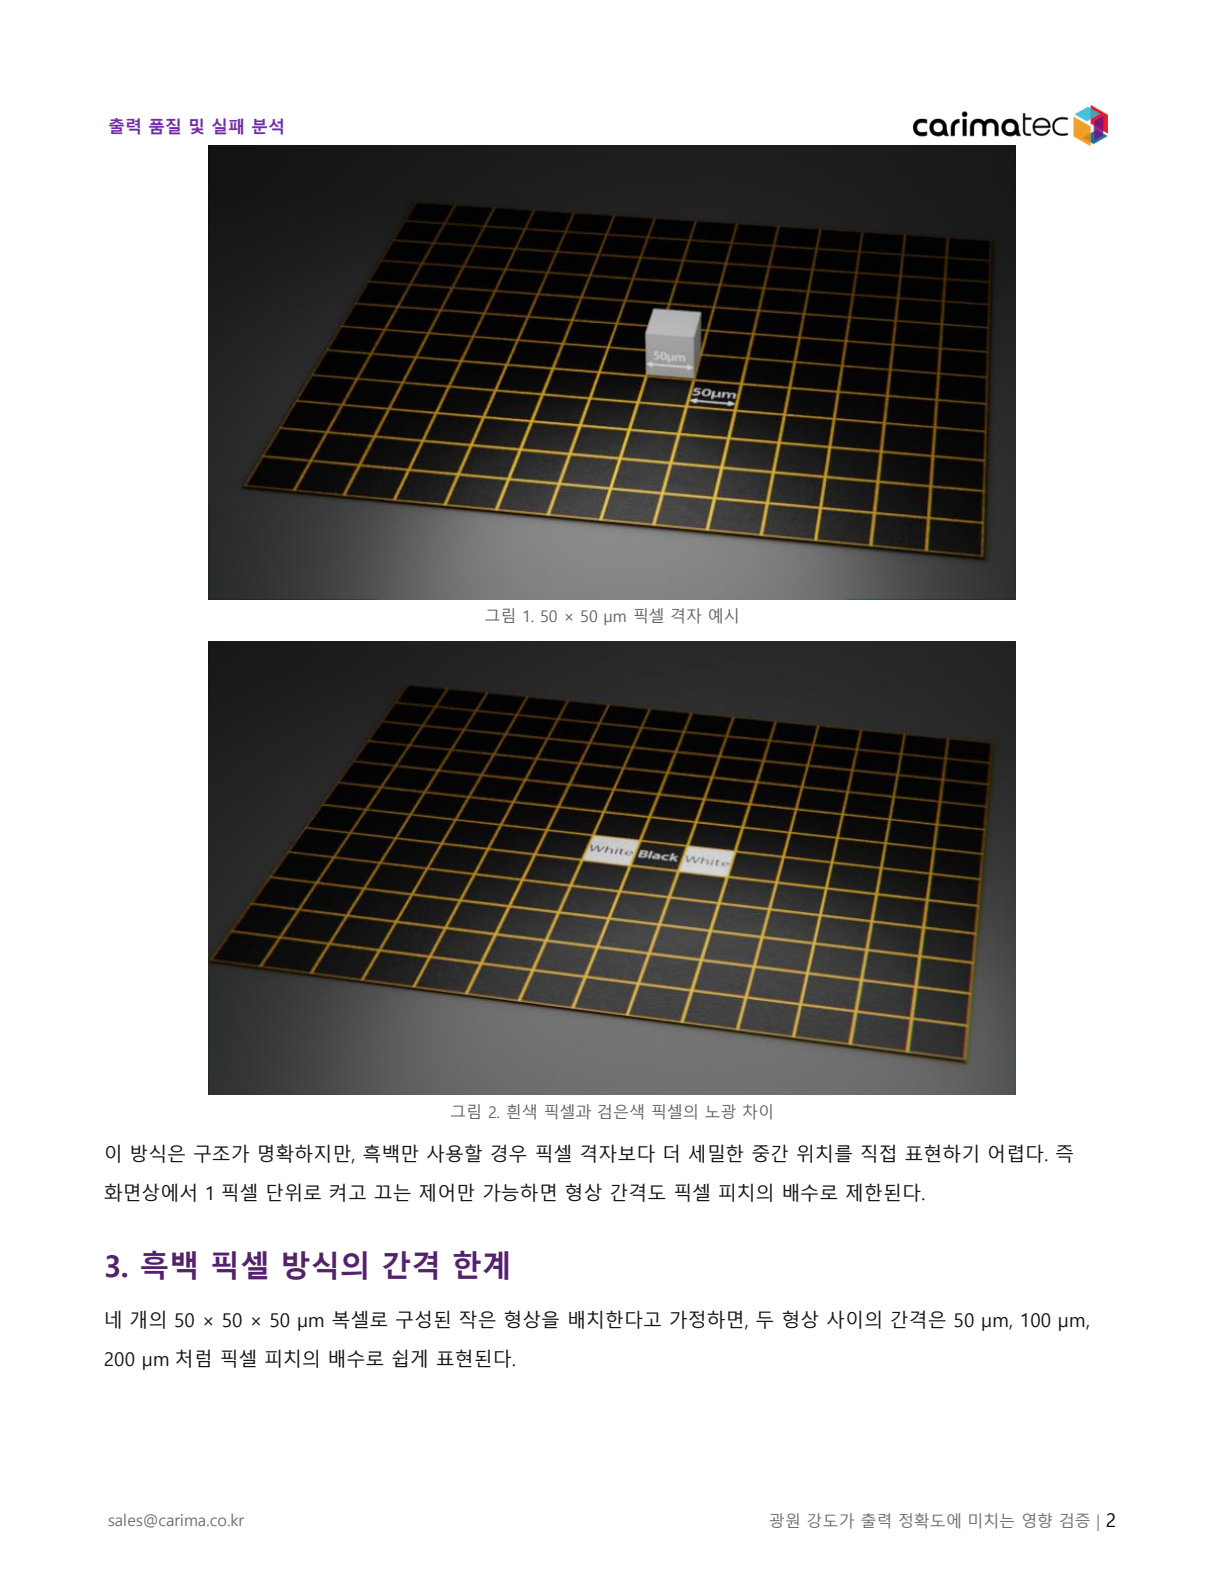 출력 품질 및 실패 분석
carimatec
50μm
50μm
그림 1. 50 × 50 μm 픽셀 격자 예시
White Black White
그림 2. 흰색 픽셀과 검은색 픽셀의 노광 차이
이 방식은 구조가 명확하지만, 흑백만 사용할 경우 픽셀 격자보다 더 세밀한 중간 위치를 직접 표현하기 어렵다. 즉
화면상에서 1 픽셀 단위로 켜고 끄는 제어만 가능하면 형상 간격도 픽셀 피치의 배수로 제한된다.
3. 흑백 픽셀 방식의 간격 한계
네 개의 50 × 50 × 50 μm 복셀로 구성된 작은 형상을 배치한다고 가정하면, 두 형상 사이의 간격은 50 μm, 100 μm,
200 μm 처럼 픽셀 피치의 배수로 쉽게 표현된다.
sales@carima.co.kr
광원 강도가 출력 정확도에 미치는 영향 검증 | 2